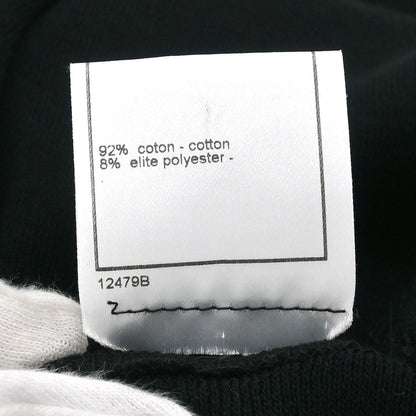 92% coton - cotton
8% elite polyester -
12479B